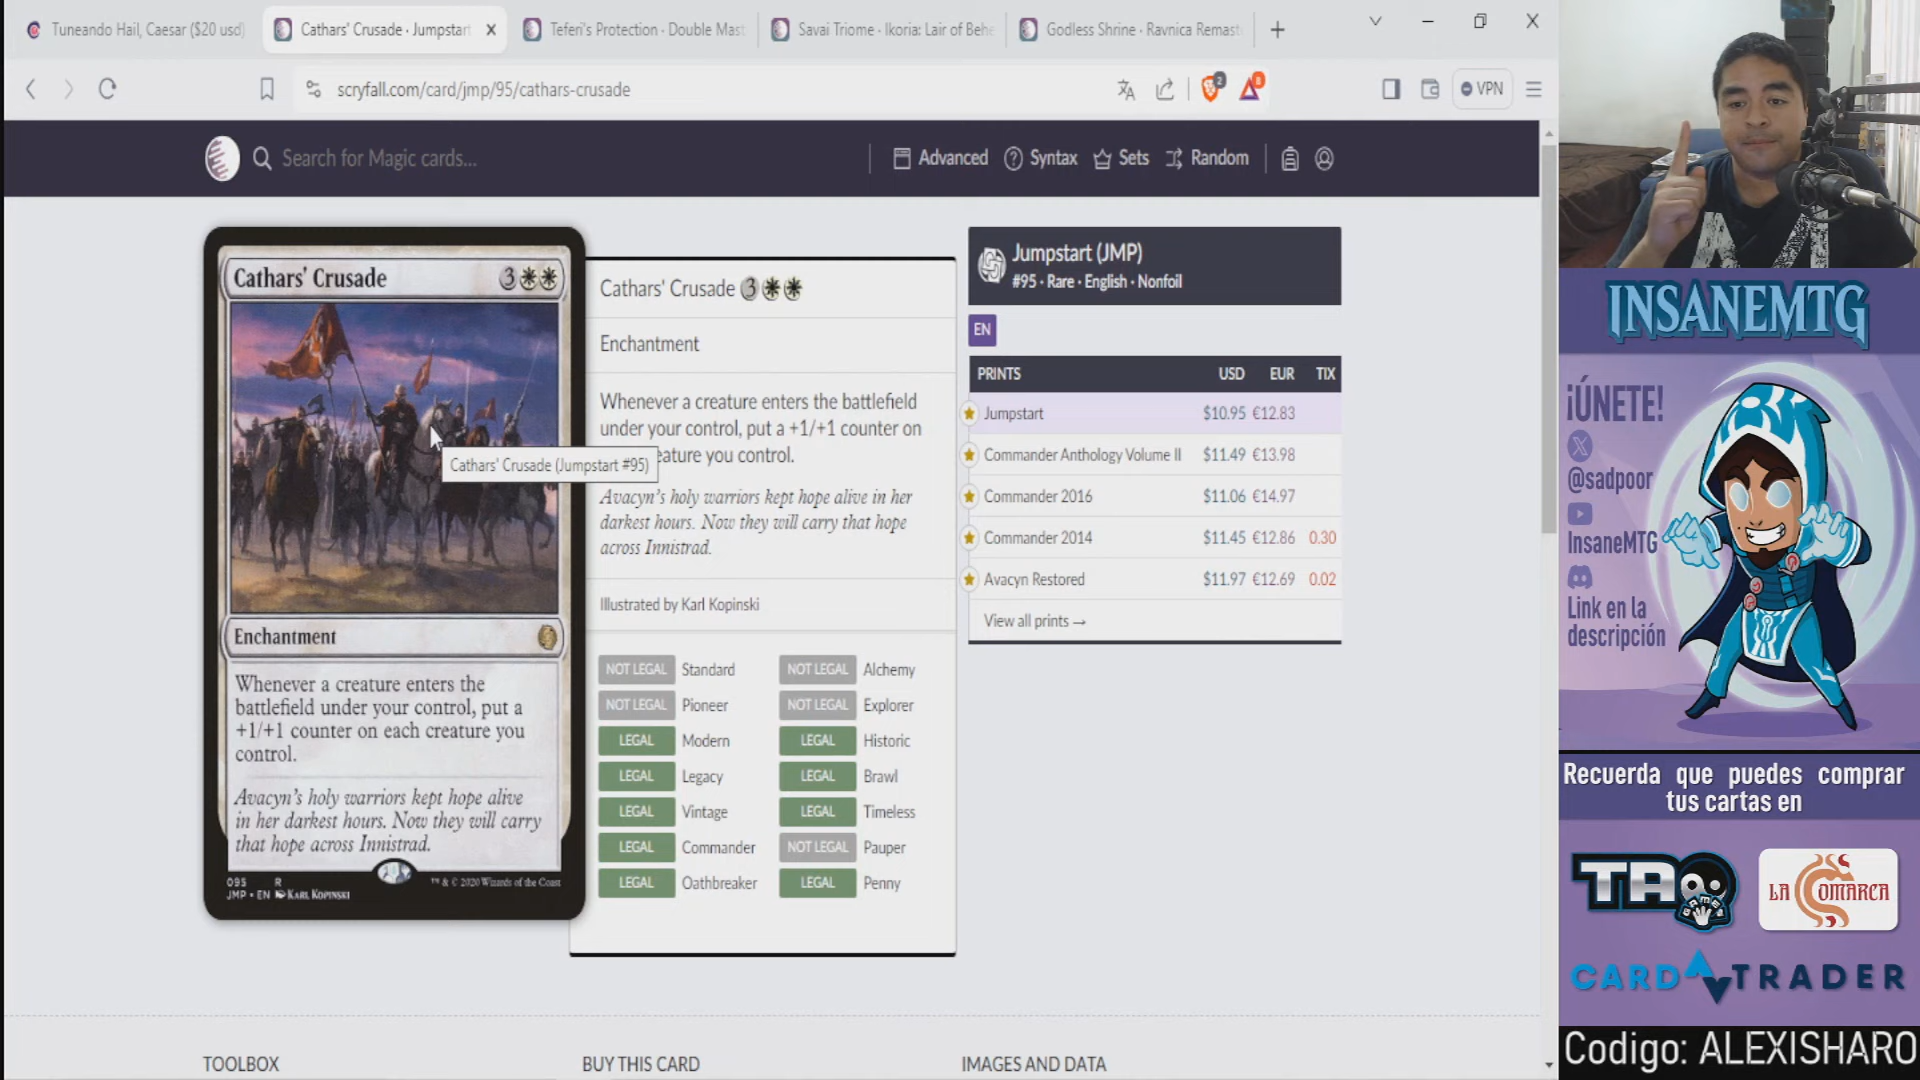 Tuneando Hail, Caesar ($20 usd)
Cathars' Crusade · Jumpstart
Teferi's Protection · Double Mast
Savai Triome · Ikoria: Lair of Behe
Godless Shrine · Ravnica Remast
scryfall.com/card/jmp/95/cathars-crusade
2
8
VPN
Search for Magic cards...
Advanced
Syntax
Sets
Random
Cathars' Crusade 3
Enchantment
Whenever a creature enters the
battlefield under your control, put a
+1/+1 counter on each creature you
control.
Avacyn's holy warriors kept hope alive
in her darkest hours. Now they will carry
that hope across Innistrad.
095 R
JMP • EN KARL KOPINSKI
™ & © 2020 Wizards of the Coast
Cathars' Crusade 3
Enchantment
Whenever a creature enters the battlefield
under your control, put a +1/+1 counter on
eature you control.
Cathars' Crusade (Jumpstart #95)
Avacyn's holy warriors kept hope alive in her
darkest hours. Now they will carry that hope
across Innistrad.
Illustrated by Karl Kopinski
NOT LEGAL Standard NOT LEGAL Alchemy
NOT LEGAL Pioneer NOT LEGAL Explorer
LEGAL Modern LEGAL Historic
LEGAL Legacy LEGAL Brawl
LEGAL Vintage LEGAL Timeless
LEGAL Commander NOT LEGAL Pauper
LEGAL Oathbreaker LEGAL Penny
Jumpstart (JMP)
#95 · Rare · English · Nonfoil
EN
PRINTS USD EUR TIX
Jumpstart $10.95 €12.83
Commander Anthology Volume II $11.49 €13.98
Commander 2016 $11.06 €14.97
Commander 2014 $11.45 €12.86 0.30
Avacyn Restored $11.97 €12.69 0.02
View all prints →
TOOLBOX
BUY THIS CARD
IMAGES AND DATA
INSANEMTG
¡ÚNETE!
@sadpoor
InsaneMTG
Link en la
descripción
Recuerda que puedes comprar
tus cartas en
TAO
LA COMARCA
CARD TRADER
Codigo: ALEXISHARO